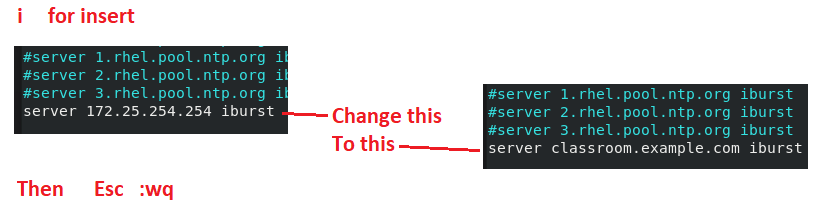 i for insert
#server 1.rhel.pool.ntp.org ib
#server 2.rhel.pool.ntp.org ib
#server 3.rhel.pool.ntp.org ib
server 172.25.254.254 iburst
Change this
To this
#server 1.rhel.pool.ntp.org iburst
#server 2.rhel.pool.ntp.org iburst
#server 3.rhel.pool.ntp.org iburst
server classroom.example.com iburst
Then Esc :wq